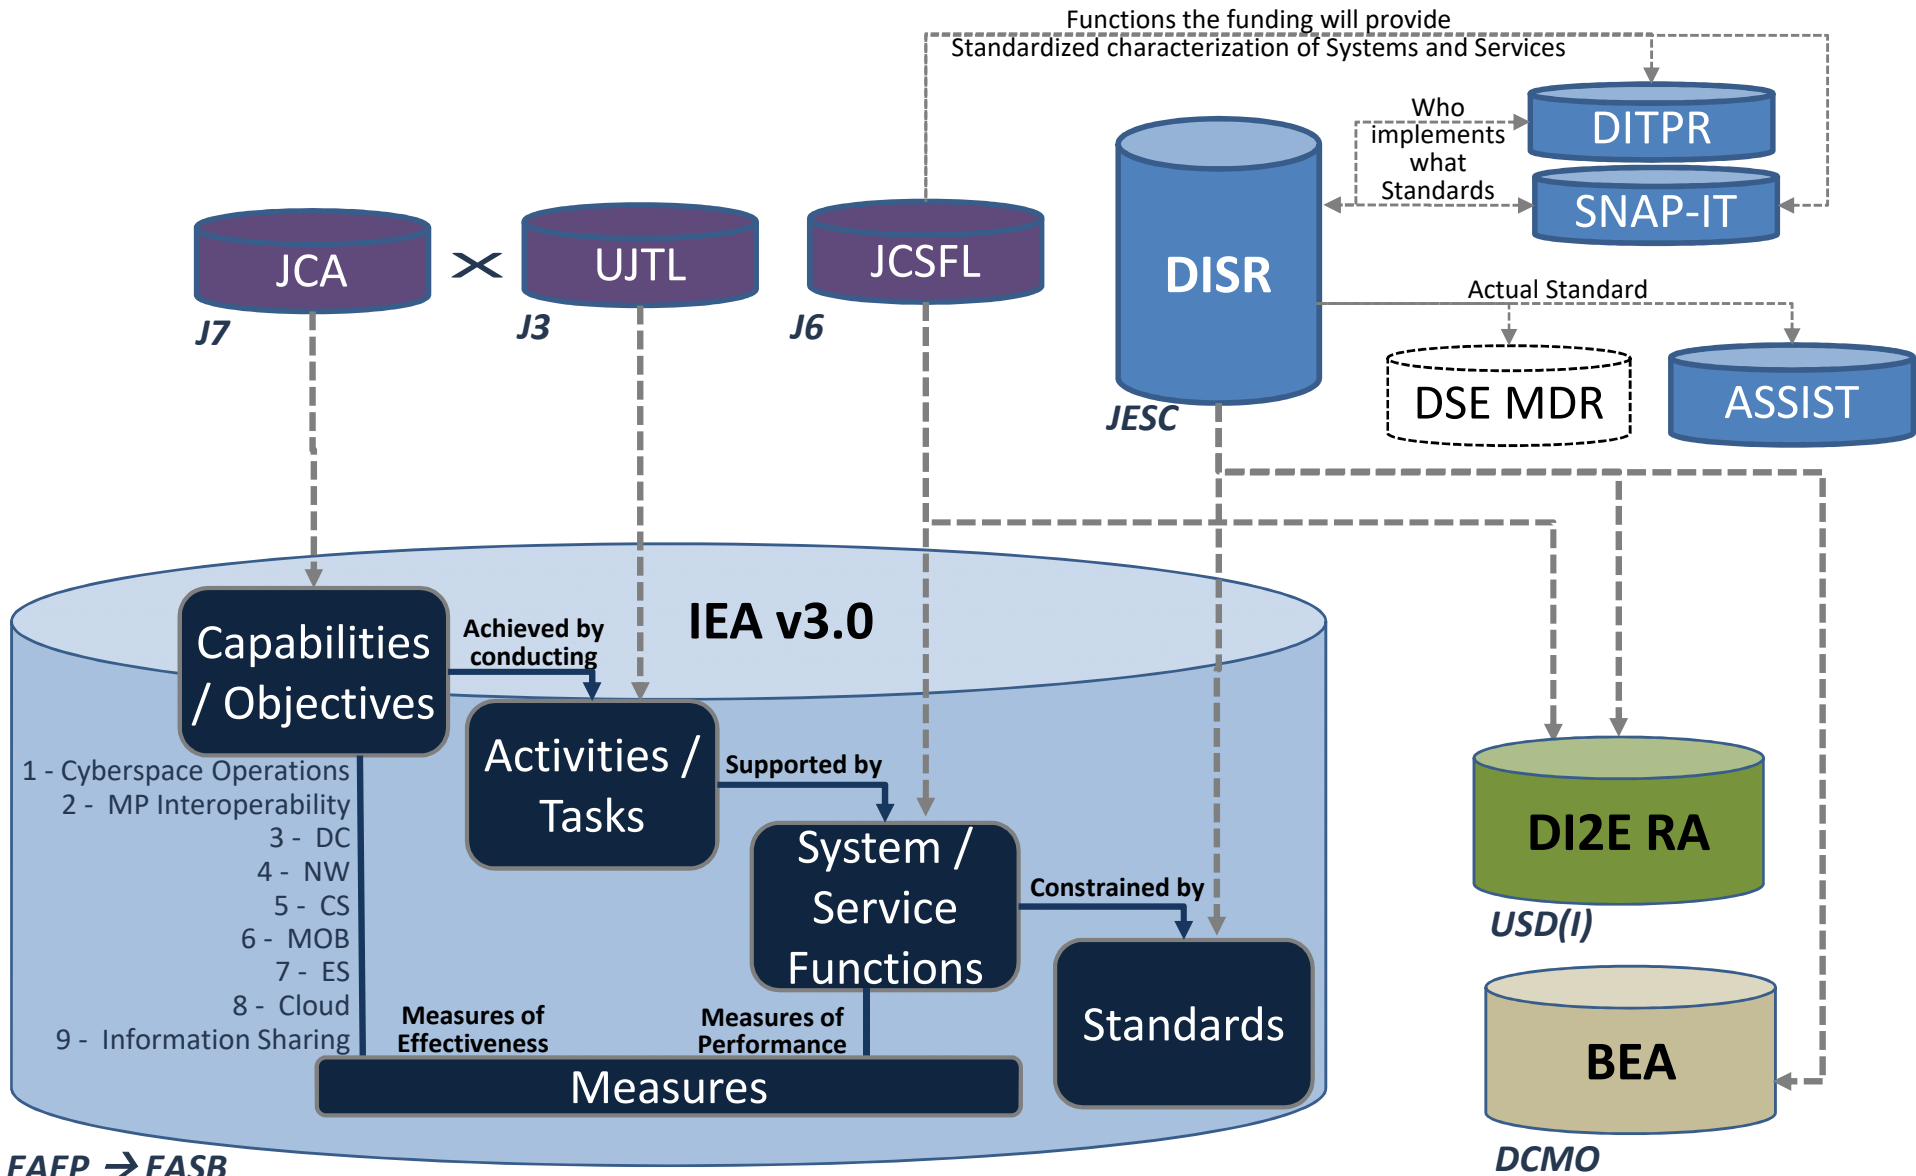 Functions the funding will provide
Standardized characterization of Systems and Services
Who
implements
what
Standards
DITPR
SNAP-IT
JCA
×
UJTL
JCSFL
DISR
J7
J3
J6
JESC
Actual Standard
DSE MDR
ASSIST
IEA v3.0
Capabilities
/ Objectives
Achieved by
conducting
Activities /
Tasks
Supported by
System /
Service
Functions
Constrained by
Standards
1 - Cyberspace Operations
2 - MP Interoperability
3 - DC
4 - NW
5 - CS
6 - MOB
7 - ES
8 - Cloud
9 - Information Sharing
Measures of
Effectiveness
Measures of
Performance
Measures
DI2E RA
USD(I)
BEA
DCMO
EAEP → EASB